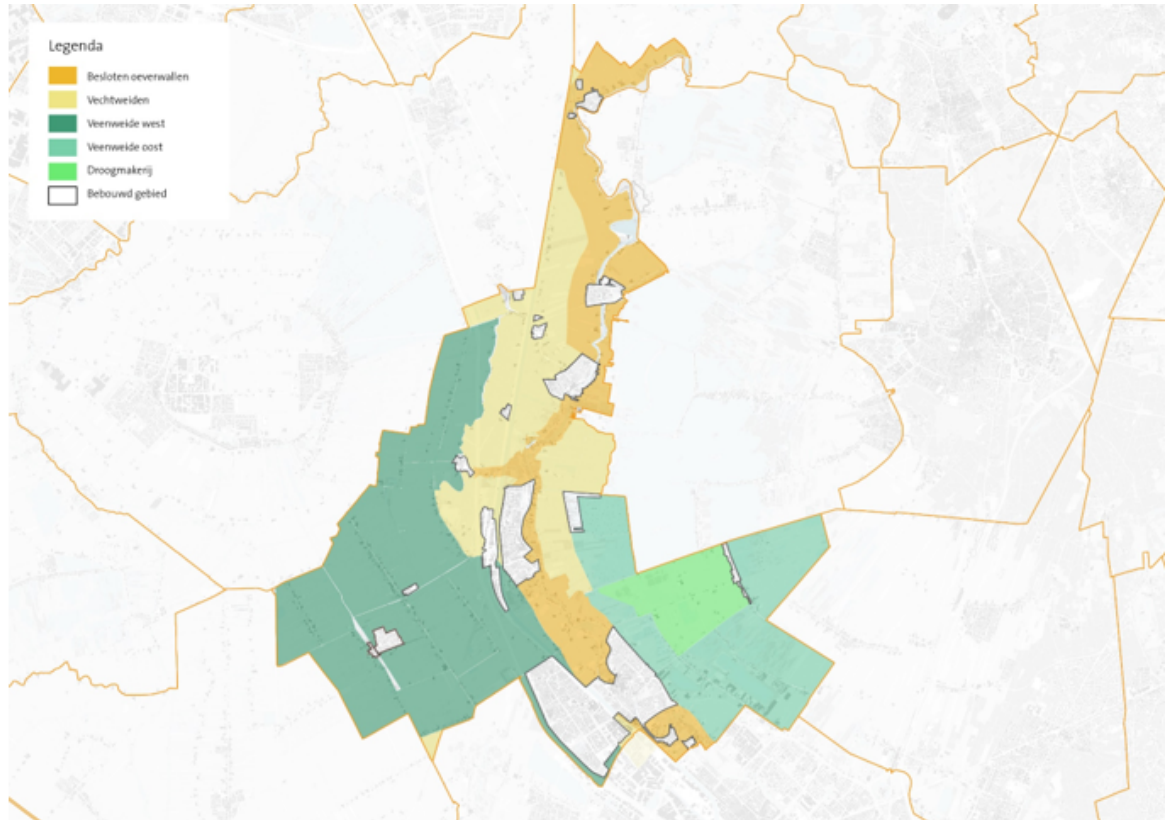 Legenda
Besloten oeverwallen
Vechtweiden
Veenweide west
Veenweide oost
Droogmakerij
Bebouwd gebied